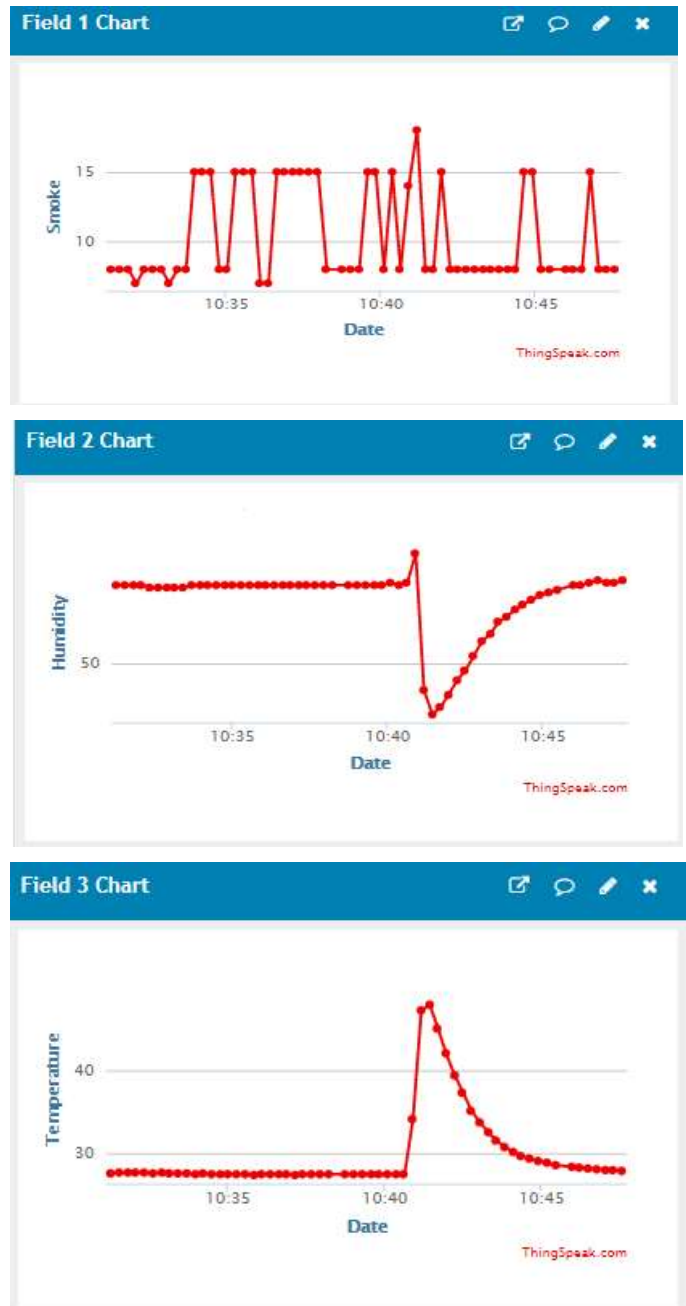 Field 1 Chart
15
Smoke
10
10:35 10:40 10:45
Date
ThingSpeak.com
Field 2 Chart
Humidity
50
10:35 10:40 10:45
Date
ThingSpeak.com
Field 3 Chart
40
Temperature
30
10:35 10:40 10:45
Date
ThingSpeak.com